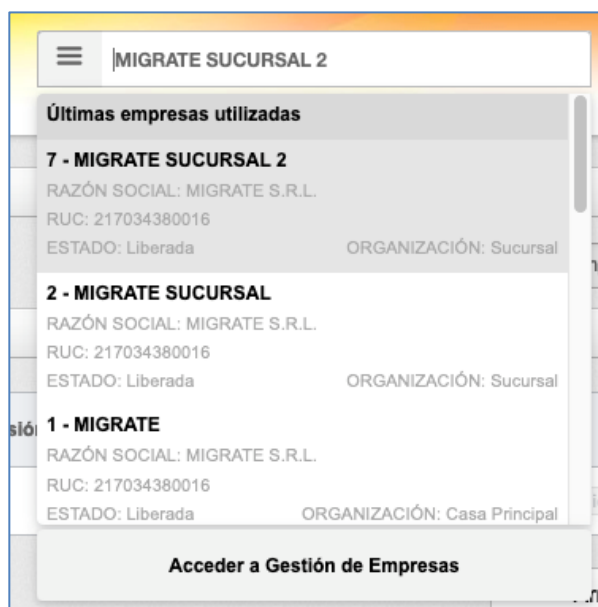 MIGRATE SUCURSAL 2
Últimas empresas utilizadas
7 - MIGRATE SUCURSAL 2
RAZÓN SOCIAL: MIGRATE S.R.L.
RUC: 217034380016
ESTADO: Liberada ORGANIZACIÓN: Sucursal
2 - MIGRATE SUCURSAL
RAZÓN SOCIAL: MIGRATE S.R.L.
RUC: 217034380016
ESTADO: Liberada ORGANIZACIÓN: Sucursal
1 - MIGRATE
RAZÓN SOCIAL: MIGRATE S.R.L.
RUC: 217034380016
ESTADO: Liberada ORGANIZACIÓN: Casa Principal
Acceder a Gestión de Empresas